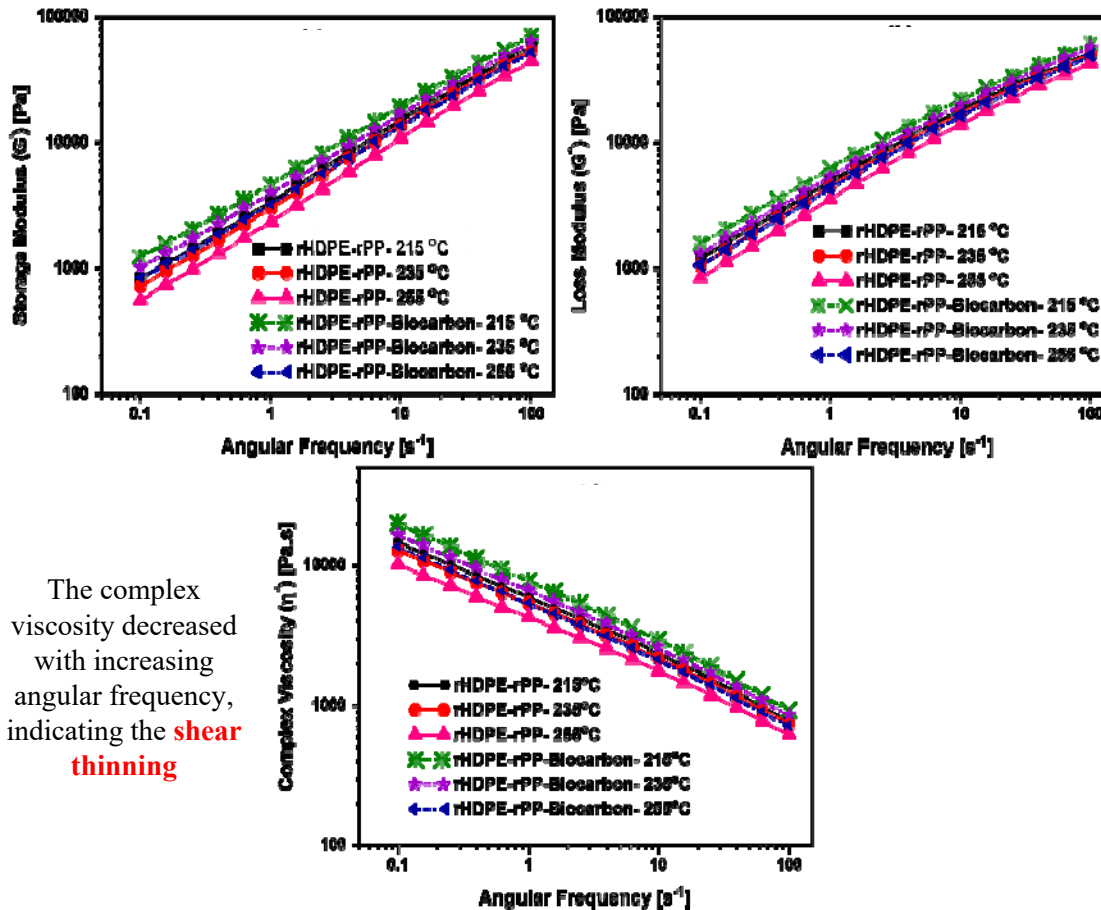 100000
10000
1000
100
Storage Modulus (G') [Pa]
rHDPE-rPP- 215 °C
rHDPE-rPP- 235 °C
rHDPE-rPP- 255 °C
rHDPE-rPP-Biocarbon- 215 °C
rHDPE-rPP-Biocarbon- 235 °C
rHDPE-rPP-Biocarbon- 255 °C
0.1 1 10 100
Angular Frequency [s⁻¹]
100000
10000
1000
100
Loss Modulus (G'') [Pa]
rHDPE-rPP- 215 °C
rHDPE-rPP- 235 °C
rHDPE-rPP- 255 °C
rHDPE-rPP-Biocarbon- 215 °C
rHDPE-rPP-Biocarbon- 235 °C
rHDPE-rPP-Biocarbon- 255 °C
0.1 1 10 100
Angular Frequency [s⁻¹]
The complex
viscosity decreased
with increasing
angular frequency,
indicating the shear
thinning
10000
1000
100
Complex Viscosity (η*) [Pa.s]
rHDPE-rPP- 215°C
rHDPE-rPP- 235°C
rHDPE-rPP- 255°C
rHDPE-rPP-Biocarbon- 215°C
rHDPE-rPP-Biocarbon- 235°C
rHDPE-rPP-Biocarbon- 255°C
0.1 1 10 100
Angular Frequency [s⁻¹]